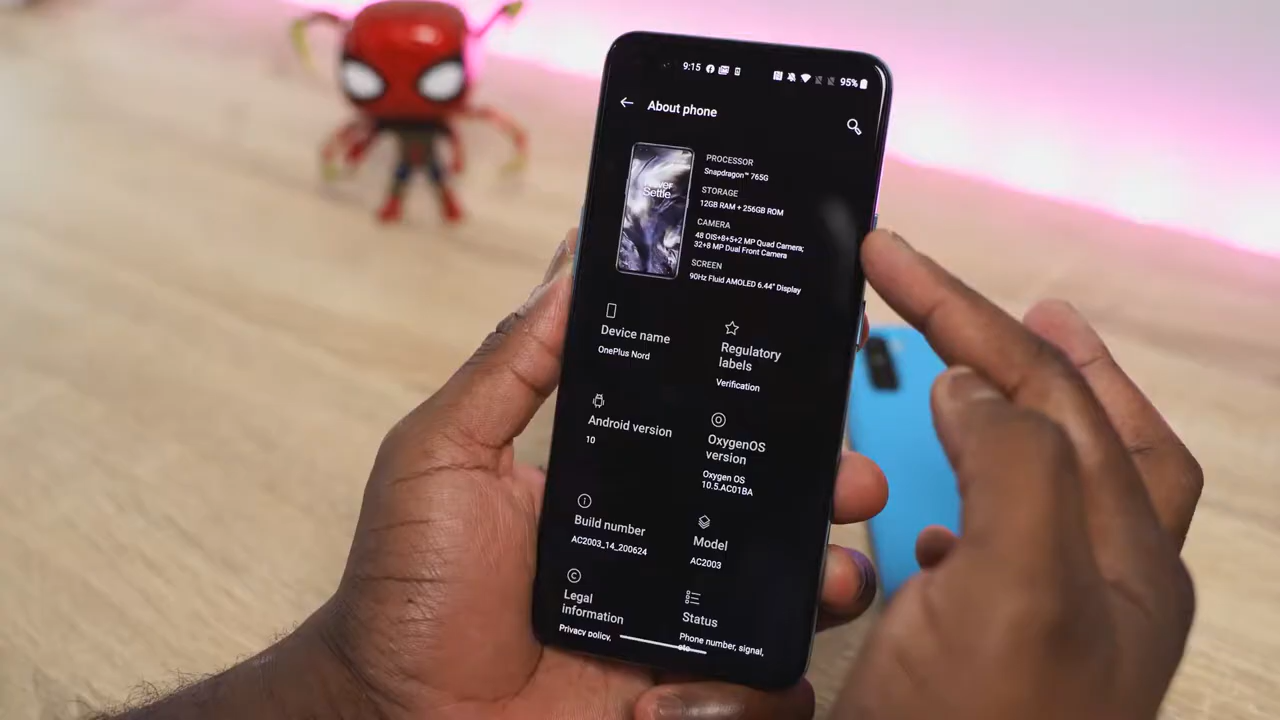 9:15
95%
About phone
PROCESSOR
Snapdragon™ 765G
STORAGE
12GB RAM + 256GB ROM
CAMERA
48 OIS+8+5+2 MP Quad Camera;
32+8 MP Dual Front Camera
SCREEN
90Hz Fluid AMOLED 6.44" Display
Never
Settle
Device name
OnePlus Nord
Regulatory
labels
Verification
Android version
10
OxygenOS
version
Oxygen OS
10.5.AC01BA
Build number
AC2003_14_200624
Model
AC2003
Legal
information
Privacy policy,
Status
Phone number, signal,
etc